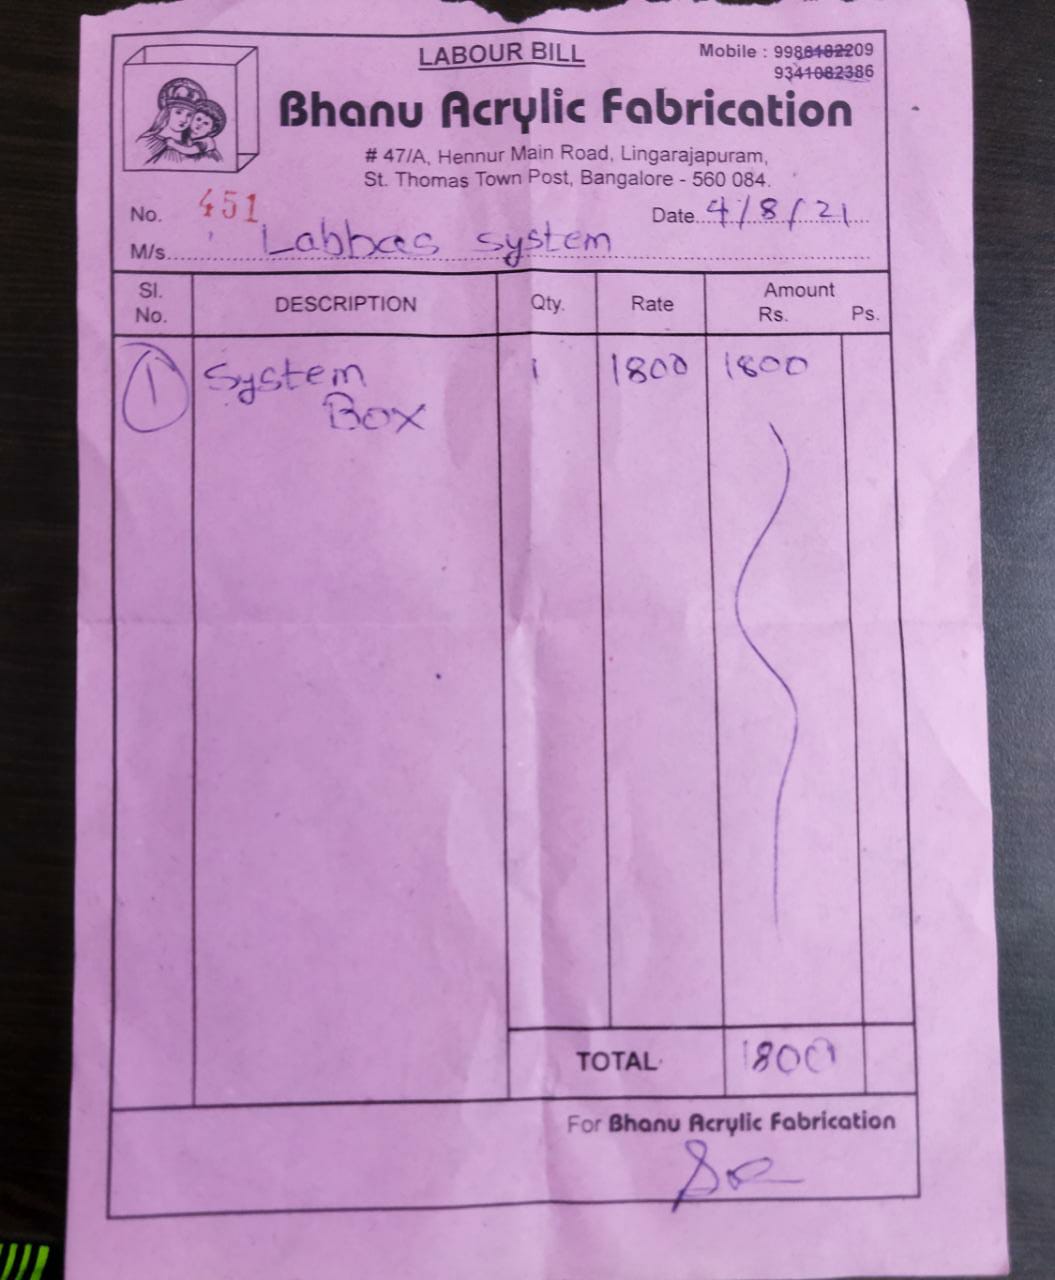 LABOUR BILL
Mobile : 9986182209
9341082386
Bhanu Acrylic Fabrication
# 47/A, Hennur Main Road, Lingarajapuram,
St. Thomas Town Post, Bangalore - 560 084.
No. 451
Date 4/8/21
M/s. Labbas system
Sl. No. DESCRIPTION Qty. Rate Amount Rs. Ps.
1 System Box 1 1800 1800
TOTAL 1800
For Bhanu Acrylic Fabrication